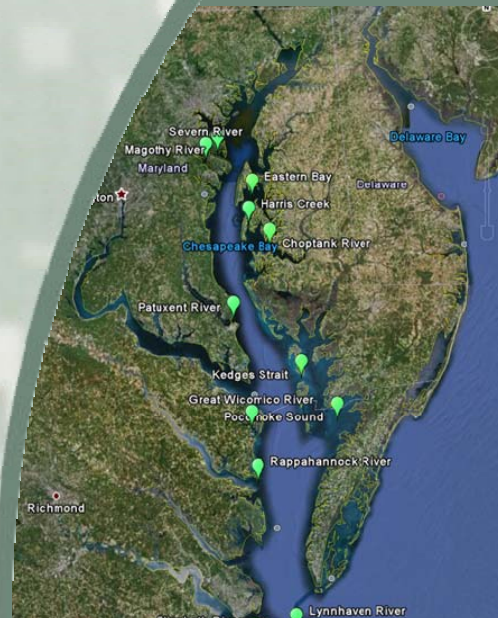 Severn River
Magothy River
Maryland
Delaware Bay
Eastern Bay
Delaware
ton
Harris Creek
Chesapeake Bay
Choptank River
Patuxent River
Kedges Strait
Great Wicomico River
Pocomoke Sound
Rappahannock River
Richmond
Lynnhaven River